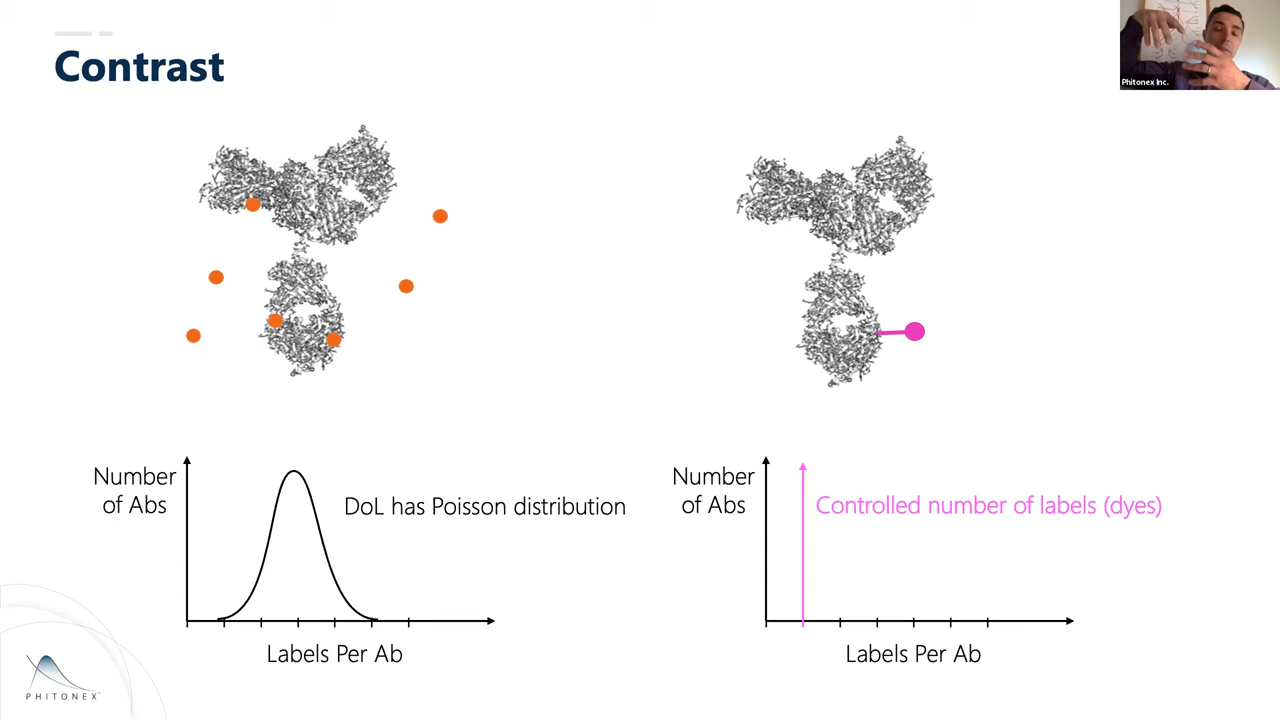 Contrast
Phitonex Inc.
Number
of Abs
DoL has Poisson distribution
Labels Per Ab
Number
of Abs
Controlled number of labels (dyes)
Labels Per Ab
PHITONEX